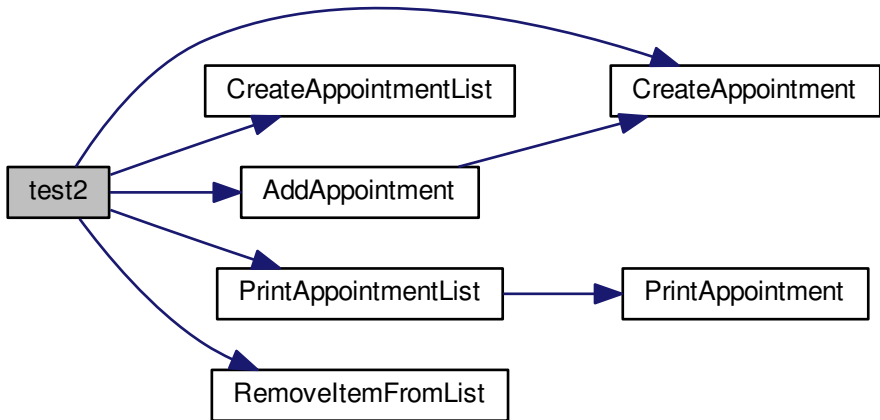 CreateAppointmentList
CreateAppointment
test2
AddAppointment
PrintAppointmentList
PrintAppointment
RemoveItemFromList